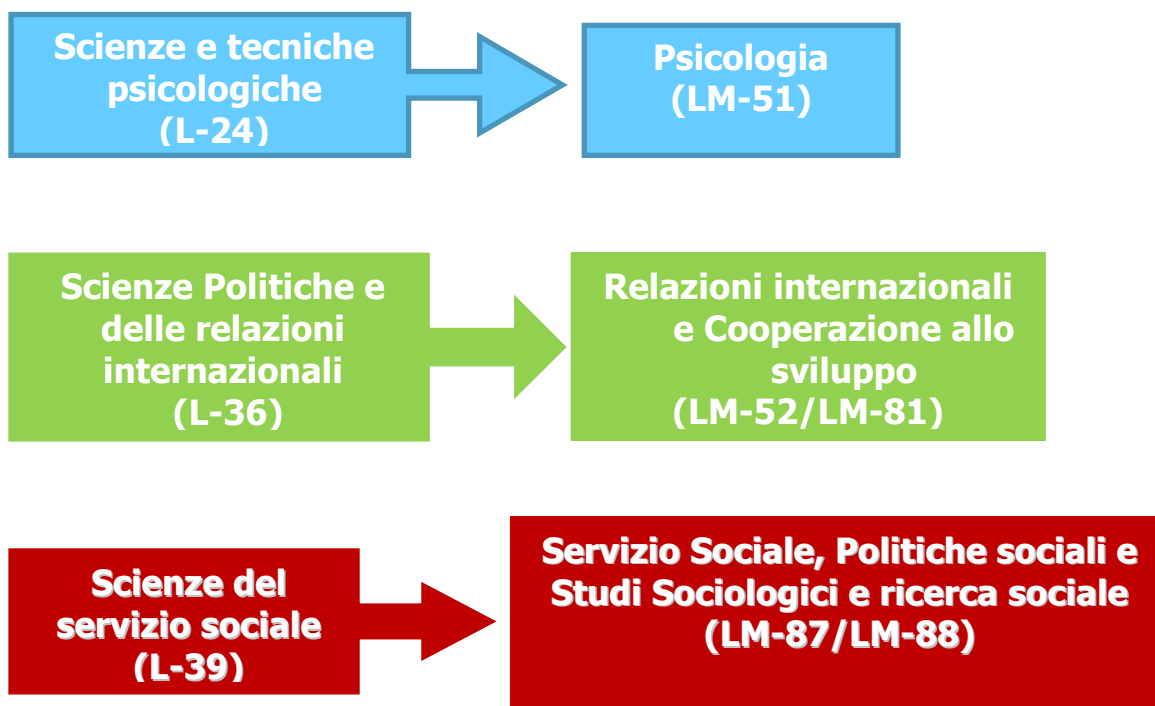 Scienze e tecniche
psicologiche
(L-24)
Psicologia
(LM-51)
Scienze Politiche e
delle relazioni
internazionali
(L-36)
Relazioni internazionali
e Cooperazione allo
sviluppo
(LM-52/LM-81)
Scienze del
servizio sociale
(L-39)
Servizio Sociale, Politiche sociali e
Studi Sociologici e ricerca sociale
(LM-87/LM-88)